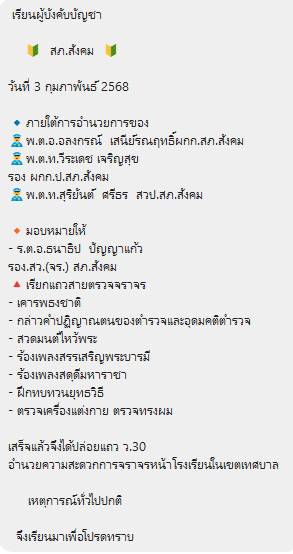 เรียนผู้บังคับบัญชา
🔰 สภ.สังคม 🔰
วันที่ 3 กุมภาพันธ์ 2568
🔹ภายใต้การอำนวยการของ
👮พ.ต.อ.อลงกรณ์ เสนีย์รณฤทธิ์ผกก.สภ.สังคม
👮พ.ต.ท.วีระเดช เจริญสุข
รอง ผกก.ป.สภ.สังคม
👮พ.ต.ท.สุริยันต์ ศรีธร สวป.สภ.สังคม
🔸มอบหมายให้
- ร.ต.อ.ธนาธิป ปัญญาแก้ว
รอง.สว.(จร.) สภ.สังคม
🔺เรียกแถวสายตรวจจราจร
- เคารพธงชาติ
- กล่าวคำปฏิญาณตนของตำรวจและอุดมคติตำรวจ
- สวดมนต์ไหว้พระ
- ร้องเพลงสรรเสริญพระบารมี
- ร้องเพลงสดุดีมหาราชา
- ฝึกทบทวนยุทธวิธี
- ตรวจเครื่องแต่งกาย ตรวจทรงผม
เสร็จแล้วจึงได้ปล่อยแถว ว.30
อำนวยความสะดวกการจราจรหน้าโรงเรียนในเขตเทศบาล
เหตุการณ์ทั่วไปปกติ
จึงเรียนมาเพื่อโปรดทราบ